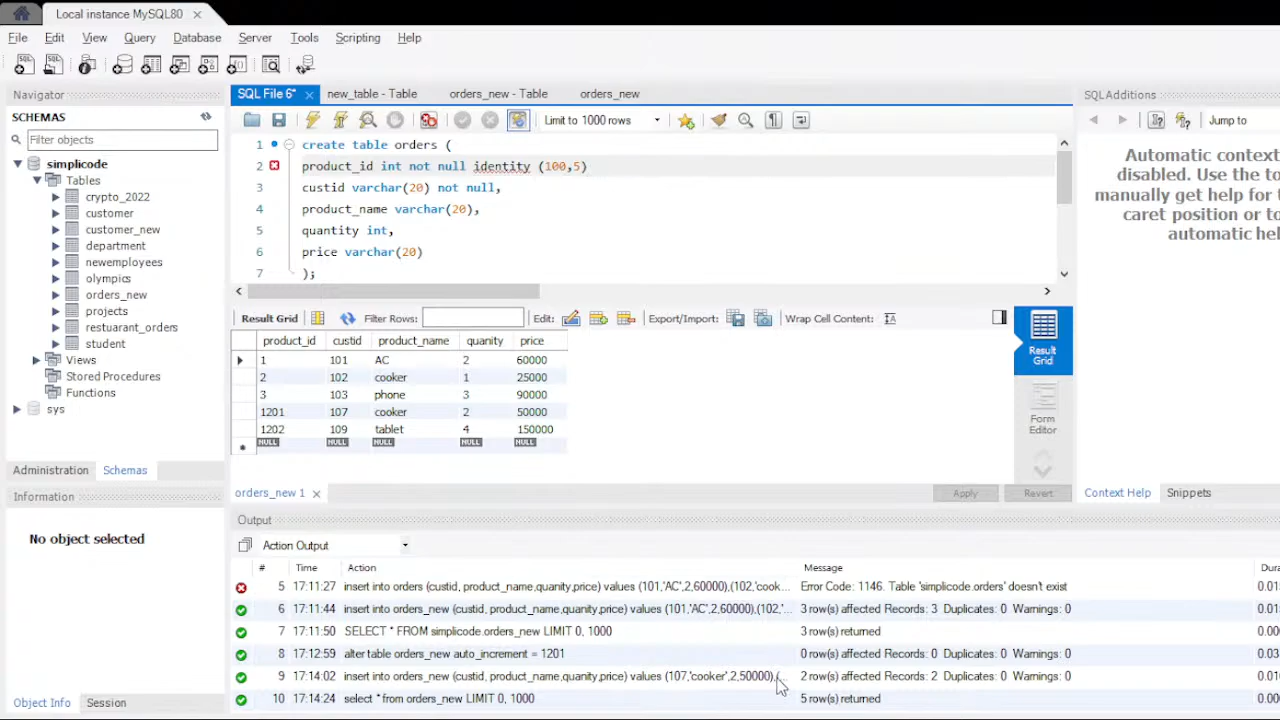 Local instance MySQL80
File Edit View Query Database Server Tools Scripting Help
Navigator
SCHEMAS
Filter objects
simplicode
Tables
crypto_2022
customer
customer_new
department
newemployees
olympics
orders_new
projects
restuarant_orders
student
Views
Stored Procedures
Functions
sys
Administration Schemas
Information
No object selected
Object Info Session
SQL File 6* new_table - Table orders_new - Table orders_new
Limit to 1000 rows
1 create table orders (
2 product_id int not null identity (100,5)
3 custid varchar(20) not null,
4 product_name varchar(20),
5 quantity int,
6 price varchar(20)
7 );
Result Grid Filter Rows: Edit: Export/Import: Wrap Cell Content:
product_id custid product_name quanity price
1 101 AC 2 60000
2 102 cooker 1 25000
3 103 phone 3 90000
1201 107 cooker 2 50000
1202 109 tablet 4 150000
NULL NULL NULL NULL NULL
Result Grid
Form Editor
orders_new 1 Apply Revert
Output
Action Output
# Time Action Message Dura
5 17:11:27 insert into orders (custid, product_name,quanity,price) values (101,'AC',2,60000),(102,'cook... Error Code: 1146. Table 'simplicode.orders' doesn't exist 0.01
6 17:11:44 insert into orders_new (custid, product_name,quanity,price) values (101,'AC',2,60000),(102,'... 3 row(s) affected Records: 3 Duplicates: 0 Warnings: 0 0.01
7 17:11:50 SELECT * FROM simplicode.orders_new LIMIT 0, 1000 3 row(s) returned 0.00
8 17:12:59 alter table orders_new auto_increment = 1201 0 row(s) affected Records: 0 Duplicates: 0 Warnings: 0 0.03
9 17:14:02 insert into orders_new (custid, product_name,quanity,price) values (107,'cooker',2,50000),( 2 row(s) affected Records: 2 Duplicates: 0 Warnings: 0 0.01
10 17:14:24 select * from orders_new LIMIT 0, 1000 5 row(s) returned 0.00
SQLAdditions
Jump to
Automatic context
disabled. Use the to
manually get help for t
caret position or to
automatic hel
Context Help Snippets